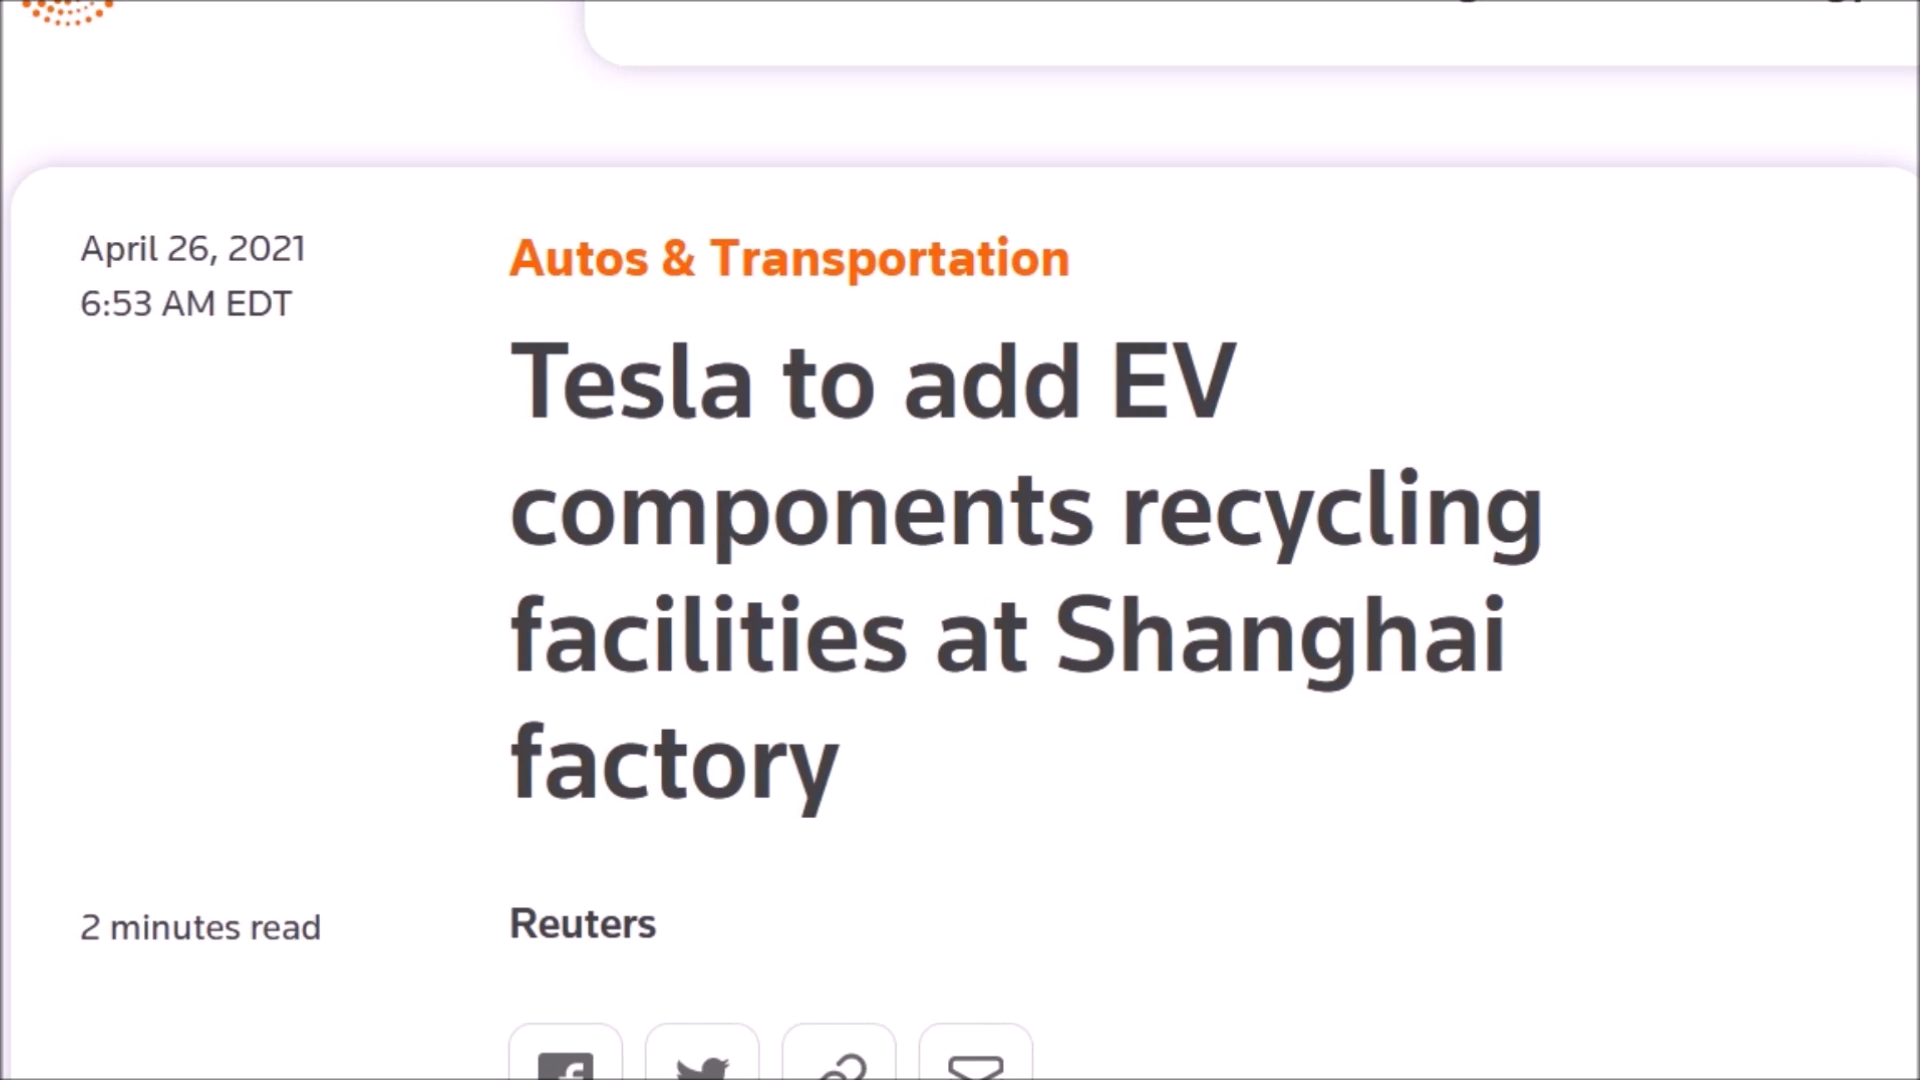 April 26, 2021
6:53 AM EDT
Autos & Transportation
Tesla to add EV
components recycling
facilities at Shanghai
factory
2 minutes read
Reuters